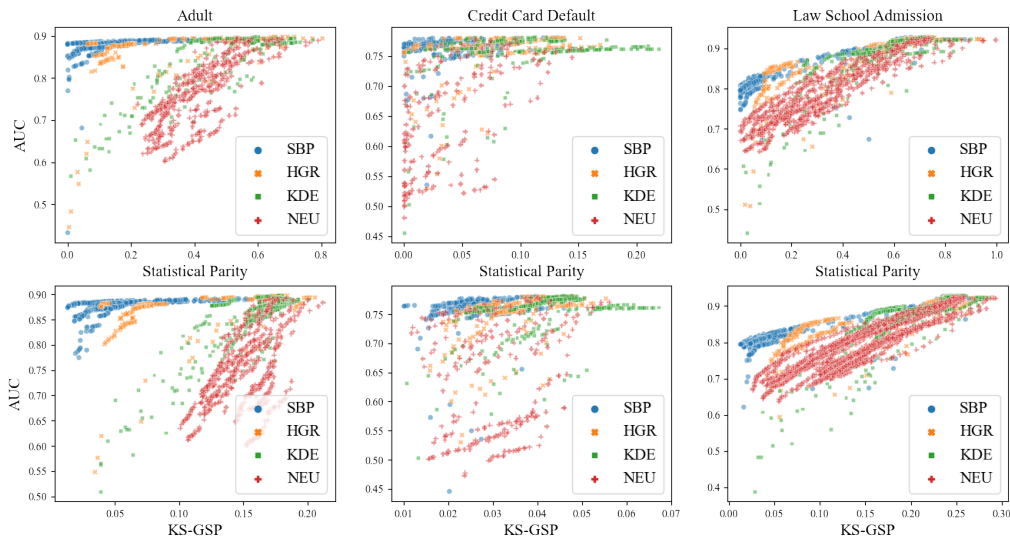 Adult
Credit Card Default
Law School Admission
AUC
0.9
0.8
0.7
0.6
0.5
0.0
0.2
0.4
0.6
0.8
Statistical Parity
SBP
HGR
KDE
NEU
0.80
0.75
0.70
0.65
0.60
0.55
0.50
0.45
0.00
0.05
0.10
0.15
0.20
Statistical Parity
SBP
HGR
KDE
NEU
0.9
0.8
0.7
0.6
0.5
0.0
0.2
0.4
0.6
0.8
1.0
Statistical Parity
SBP
HGR
KDE
NEU
AUC
0.90
0.85
0.80
0.75
0.70
0.65
0.60
0.55
0.50
0.05
0.10
0.15
0.20
KS-GSP
SBP
HGR
KDE
NEU
0.75
0.70
0.65
0.60
0.55
0.50
0.45
0.01
0.02
0.03
0.04
0.05
0.06
0.07
KS-GSP
SBP
HGR
KDE
NEU
0.9
0.8
0.7
0.6
0.5
0.4
0.00
0.05
0.10
0.15
0.20
0.25
0.30
KS-GSP
SBP
HGR
KDE
NEU